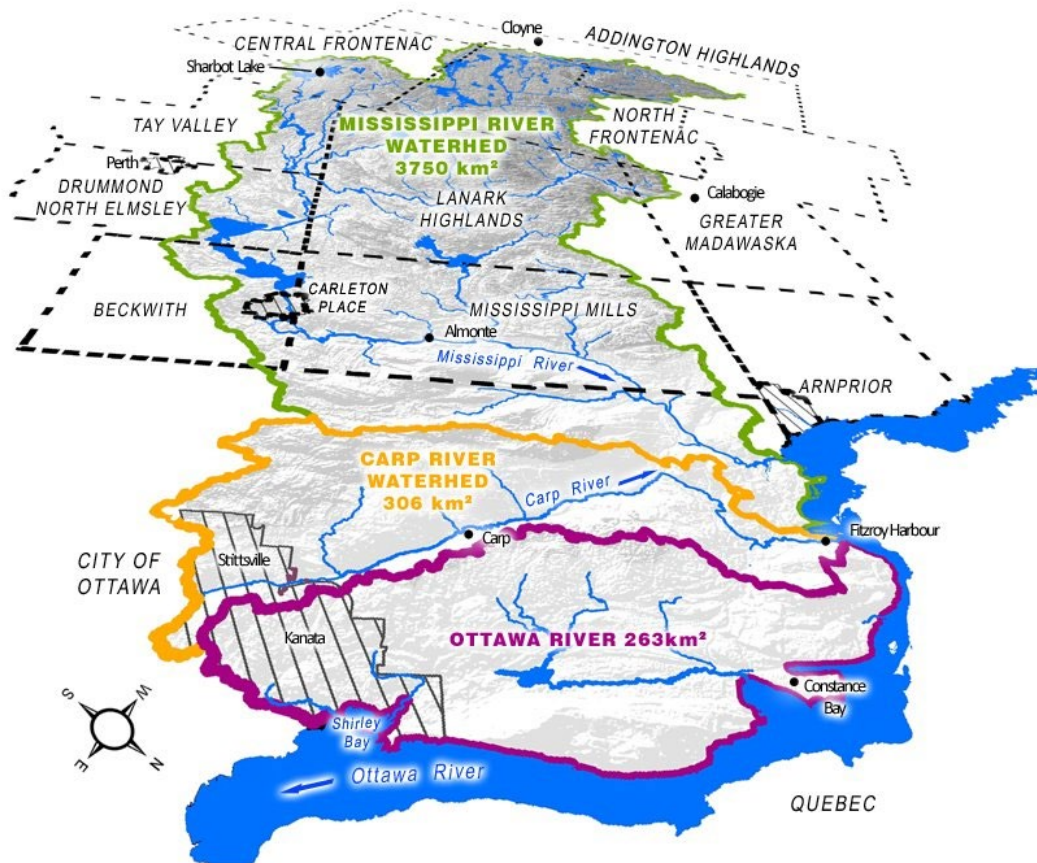 Cloyne
CENTRAL FRONTENAC
ADDINGTON HIGHLANDS
Sharbot Lake
NORTH
FRONTENAC
TAY VALLEY
MISSISSIPPI RIVER
WATERHED
3750 km²
Perth
DRUMMOND
NORTH ELMSLEY
LANARK
HIGHLANDS
Calabogie
GREATER
MADAWASKA
CARLETON
PLACE
BECKWITH
MISSISSIPPI MILLS
Almonte
Mississippi River
ARNPRIOR
CARP RIVER
WATERHED
306 km²
Carp River
Carp
Fitzroy Harbour
CITY OF
OTTAWA
Stittsville
Kanata
OTTAWA RIVER 263km²
Constance
Bay
S
W
E
N
Shirley
Bay
Ottawa River
QUEBEC